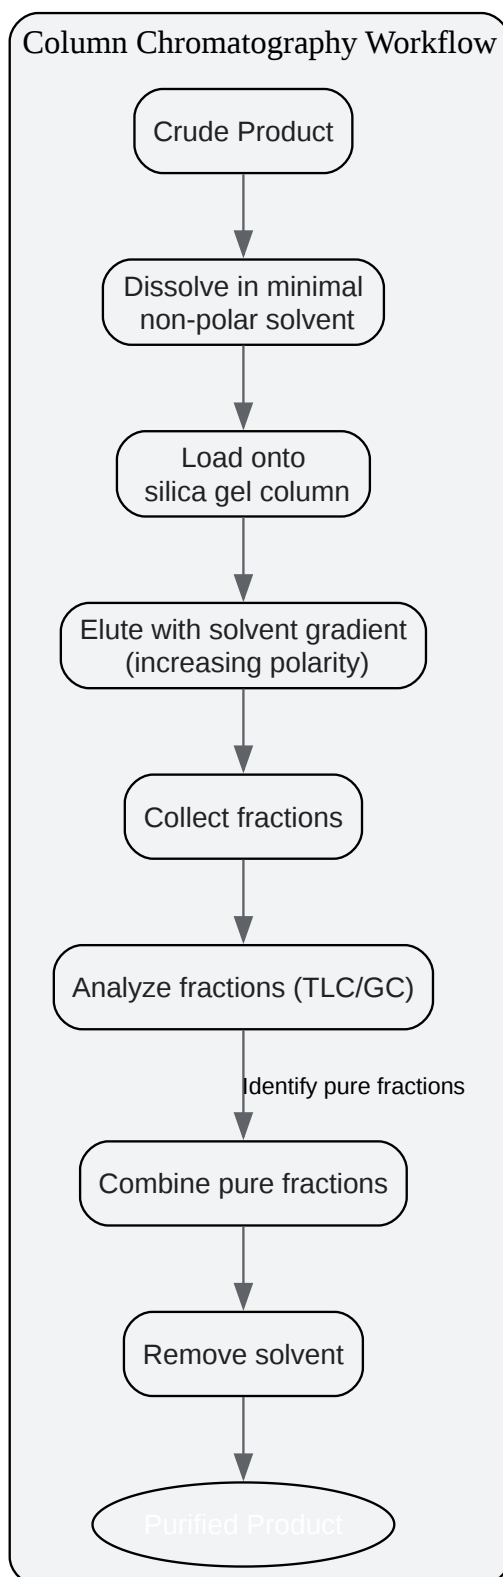 Column Chromatography Workflow
Crude Product
Dissolve in minimal
non-polar solvent
Load onto
silica gel column
Elute with solvent gradient
(increasing polarity)
Collect fractions
Analyze fractions (TLC/GC)
Identify pure fractions
Combine pure fractions
Remove solvent
Purified Product